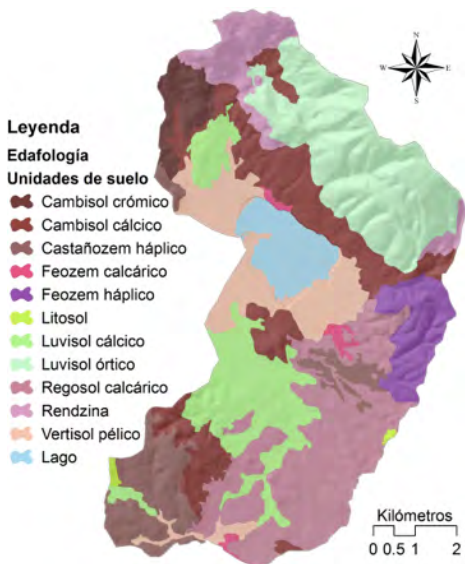 N
W E
S
Leyenda
Edafología
Unidades de suelo
Cambisol crómico
Cambisol cálcico
Castañozem háplico
Feozem calcárico
Feozem háplico
Litosol
Luvisol cálcico
Luvisol órtico
Regosol calcárico
Rendzina
Vertisol pélico
Lago
Kilómetros
0 0.5 1 2